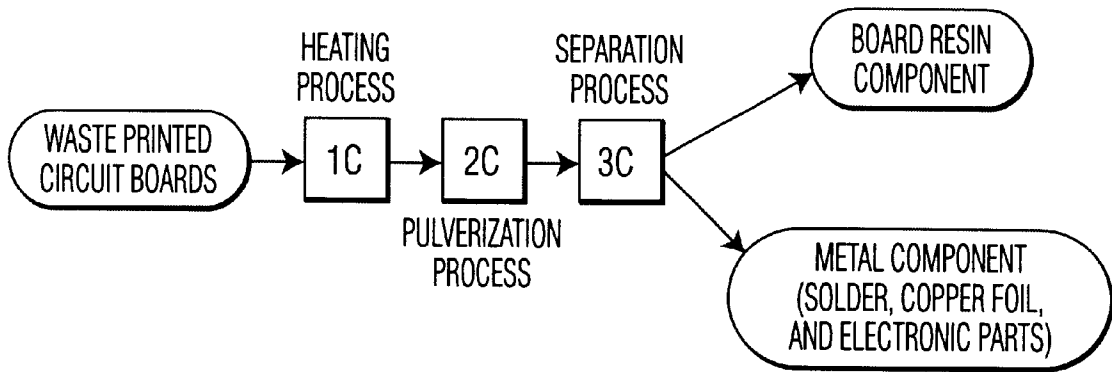 WASTE PRINTED
CIRCUIT BOARDS
HEATING
PROCESS
1C
2C
PULVERIZATION
PROCESS
SEPARATION
PROCESS
3C
BOARD RESIN
COMPONENT
METAL COMPONENT
(SOLDER, COPPER FOIL,
AND ELECTRONIC PARTS)